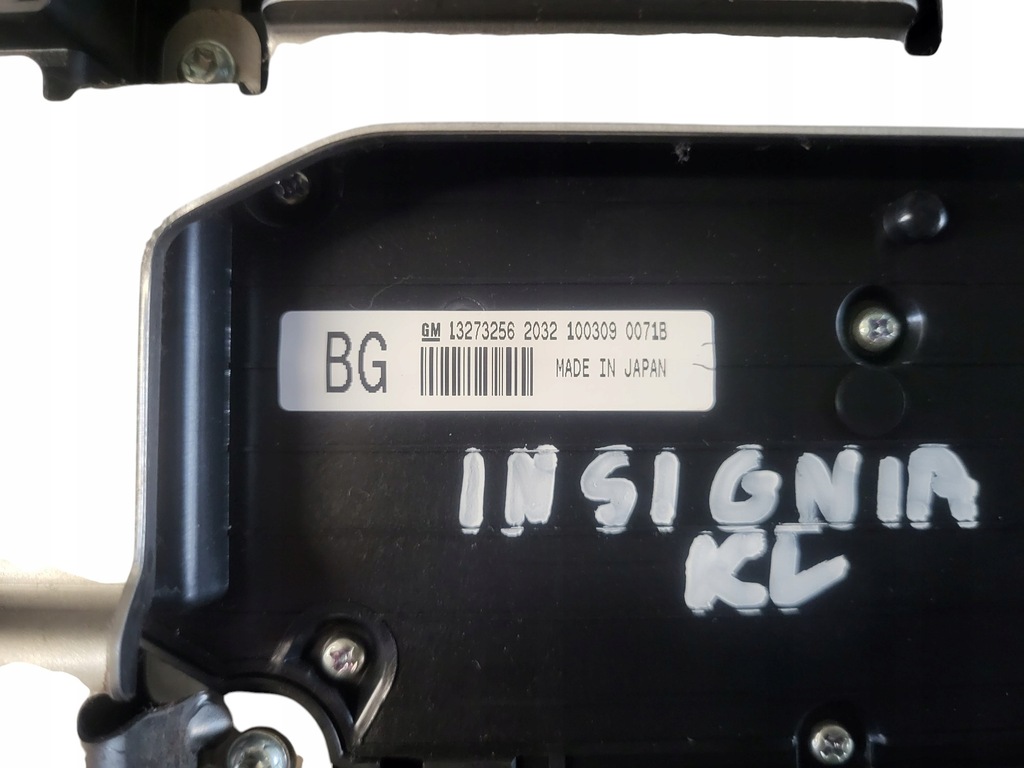 BG
GM 13273256 2032 100309 0071B
MADE IN JAPAN
INSIGNIA
KL